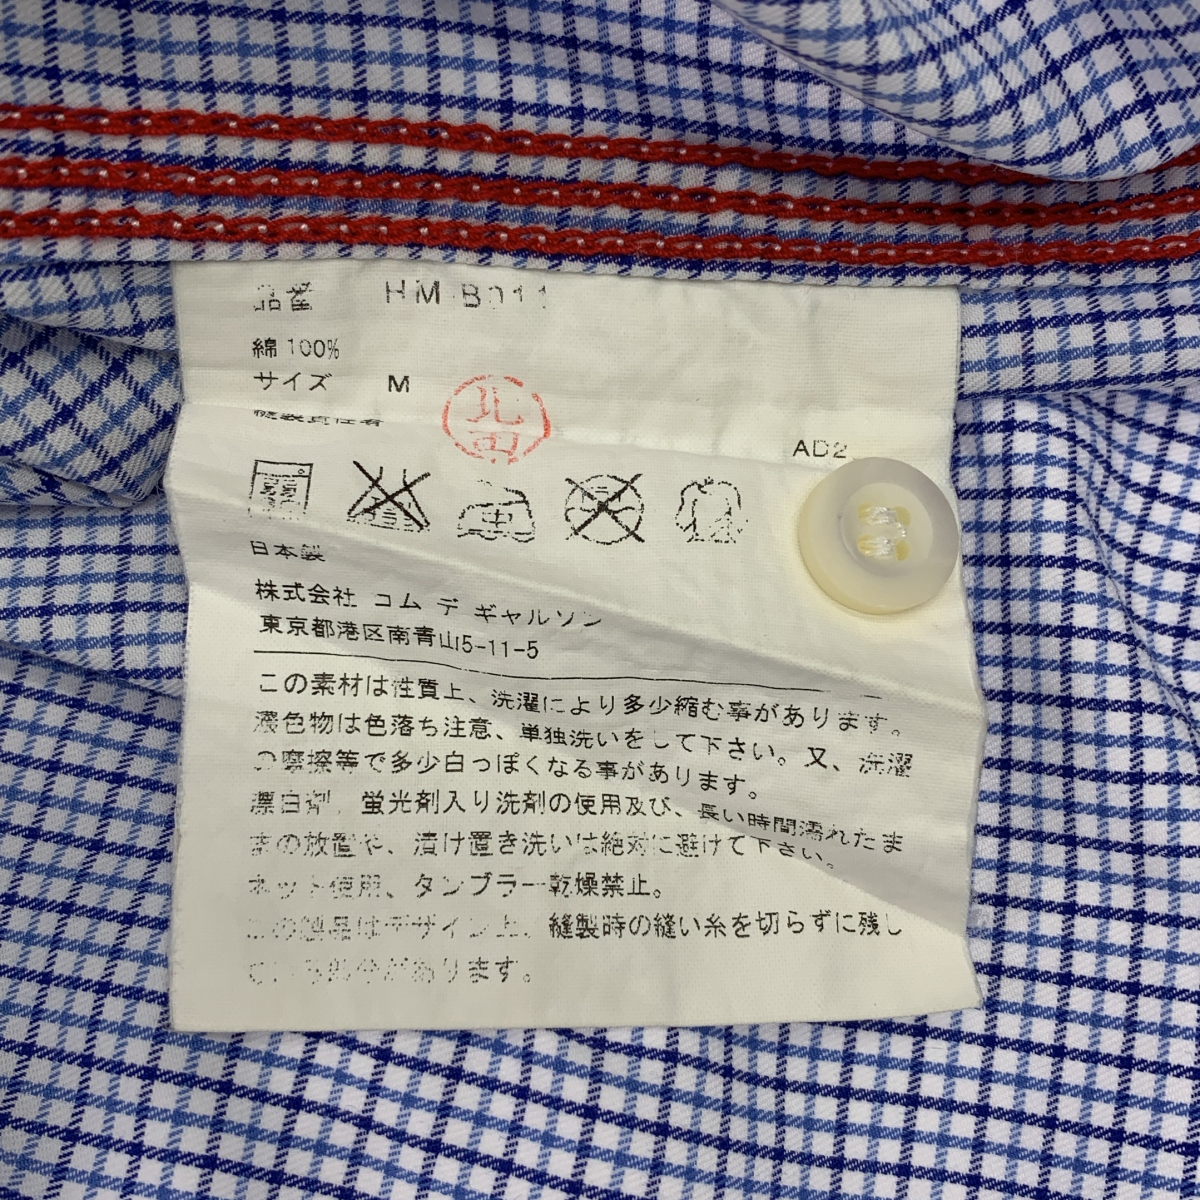 品番 HM-B011
綿 100%
サイズ M
縫製責任者
北
AD2
日本製
株式会社 コム デ ギャルソン
東京都港区南青山5-11-5
この素材は性質上、洗濯により多少縮む事があります。
濃色物は色落ち注意、単独洗いをして下さい。又、洗濯
の摩擦等で多少白っぽくなる事があります。
漂白剤、蛍光剤入り洗剤の使用及び、長い時間濡れたま
まの放置や、漬け置き洗いは絶対に避けて下さい。
ネット使用、タンブラー乾燥禁止。
この製品はデザイン上、縫製時の縫い糸を切らずに残し
ている部分があります。